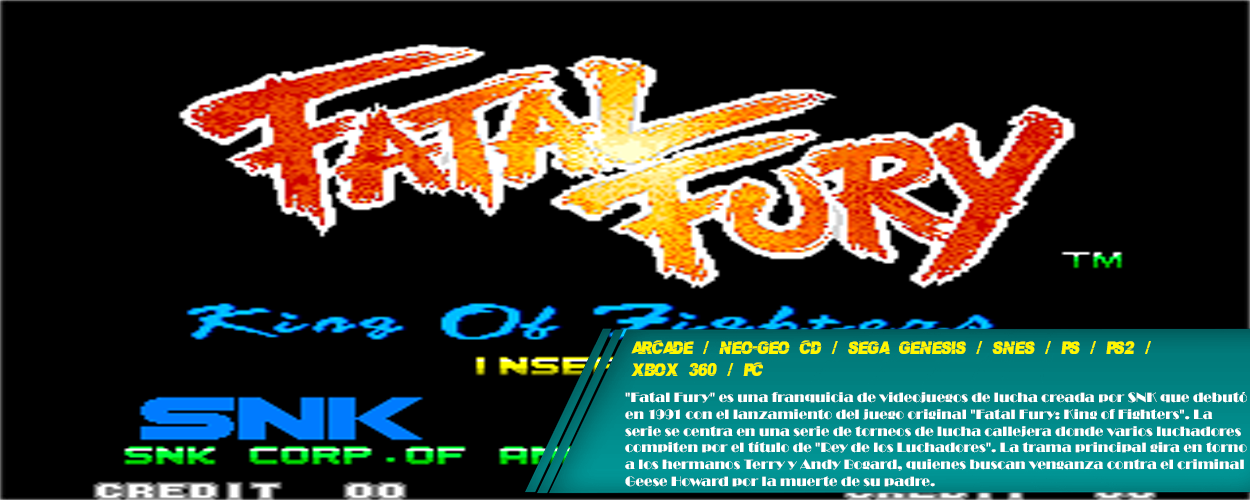 FATAL
FURY
TM
King Of Fighters
INSE
ARCADE / NEO-GEO CD / SEGA GENESIS / SNES / PS / PS2 /
XBOX 360 / PC
SNK
"Fatal Fury" es una franquicia de videojuegos de lucha creada por SNK que debutó
en 1991 con el lanzamiento del juego original "Fatal Fury: King of Fighters". La
serie se centra en una serie de torneos de lucha callejera donde varios luchadores
compiten por el título de "Rey de los Luchadores". La trama principal gira en torno
a los hermanos Terry y Andy Bogard, quienes buscan venganza contra el criminal
Geese Howard por la muerte de su padre.
SNK CORP.OF AM
CREDIT 00